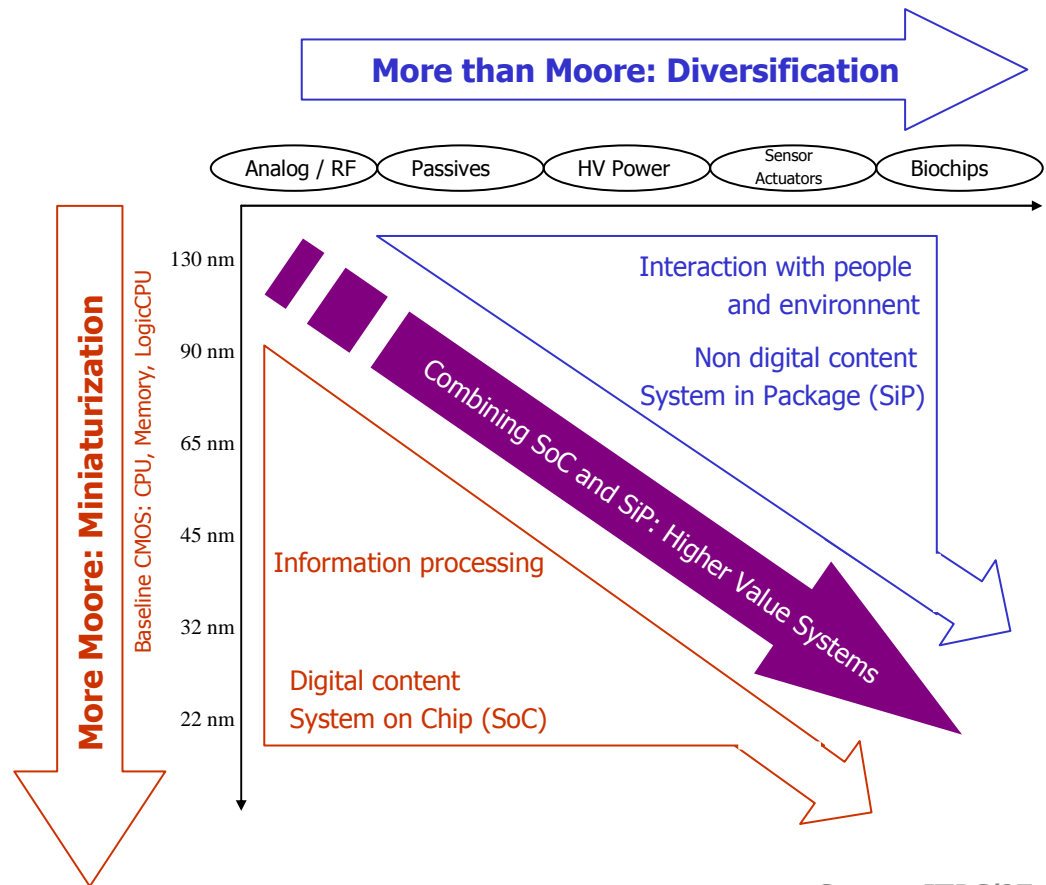 More than Moore: Diversification
Analog / RF
Passives
HV Power
Sensor
Actuators
Biochips
More Moore: Miniaturization
Baseline CMOS: CPU, Memory, LogicCPU
130 nm
90 nm
65 nm
45 nm
32 nm
22 nm
Interaction with people
and environnent
Non digital content
System in Package (SiP)
Combining SoC and SiP: Higher Value Systems
Information processing
Digital content
System on Chip (SoC)